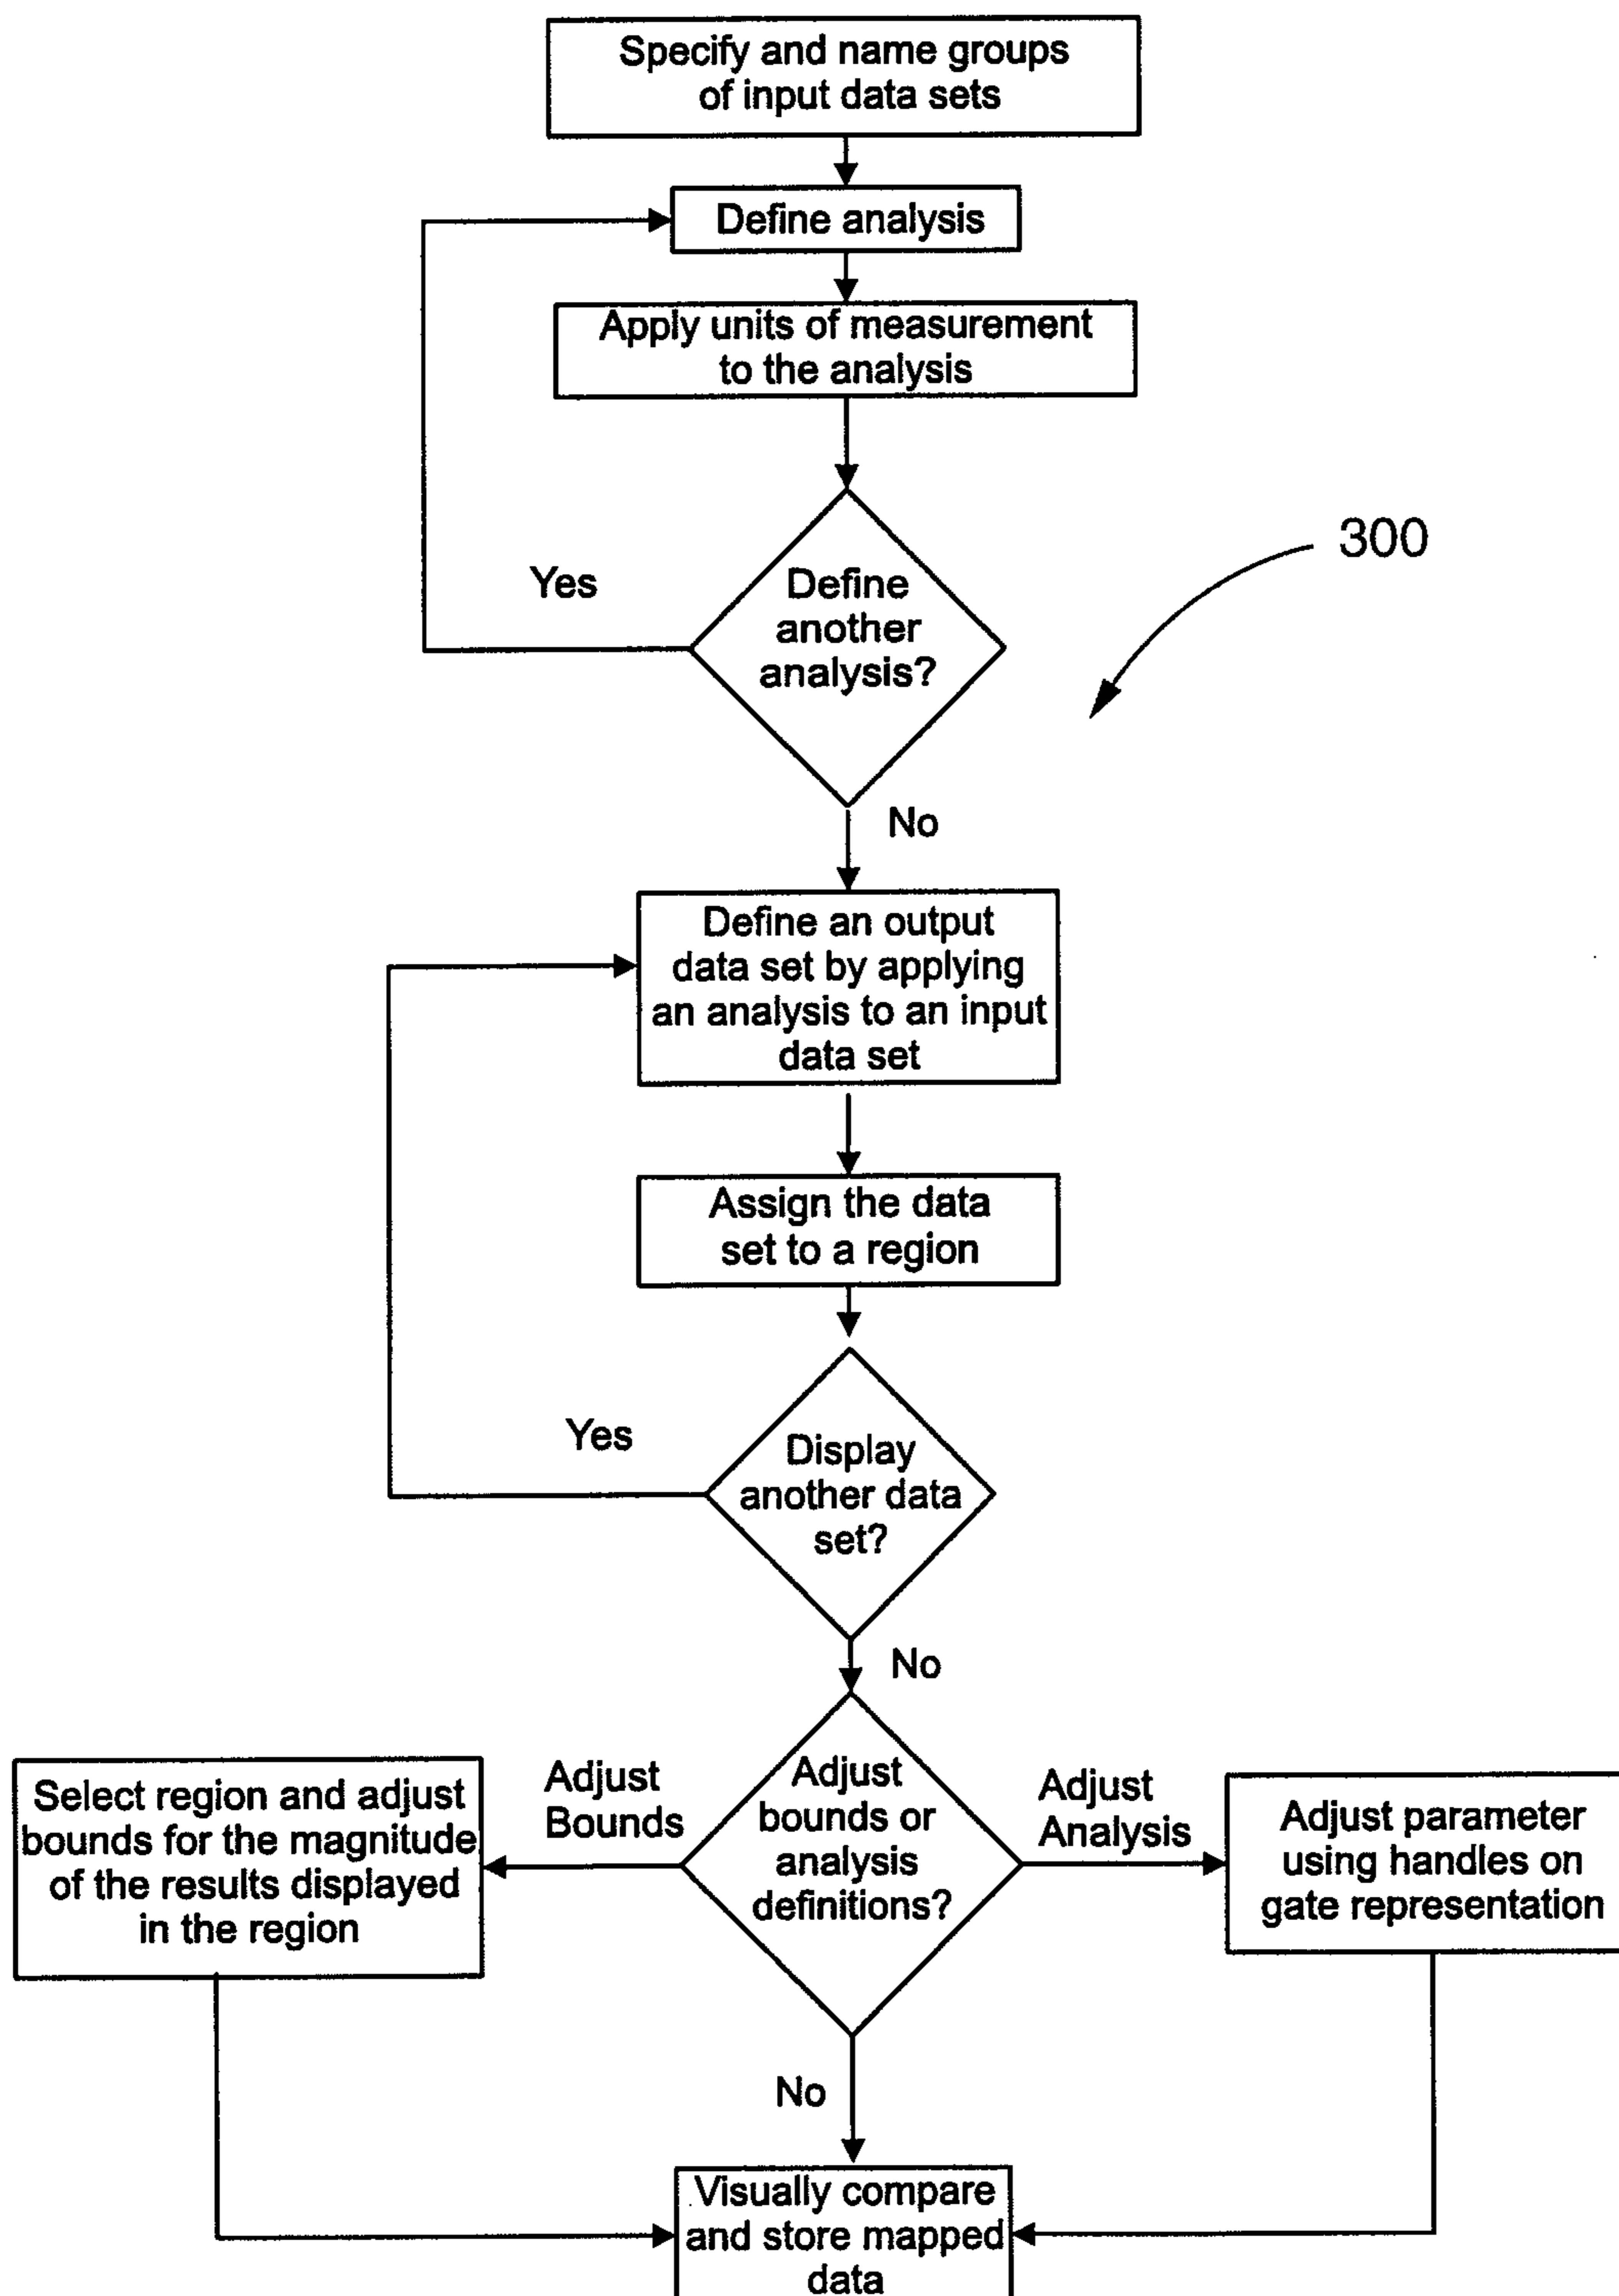 Specify and name groups
of input data sets
Define analysis
Apply units of measurement
to the analysis
300
Yes
Define
another
analysis?
No
Define an output
data set by applying
an analysis to an input
data set
Assign the data
set to a region
Yes
Display
another data
set?
No
Select region and adjust
bounds for the magnitude
of the results displayed
in the region
Adjust
Bounds
Adjust
bounds or
analysis
definitions?
Adjust
Analysis
Adjust parameter
using handles on
gate representation
No
Visually compare
and store mapped
data